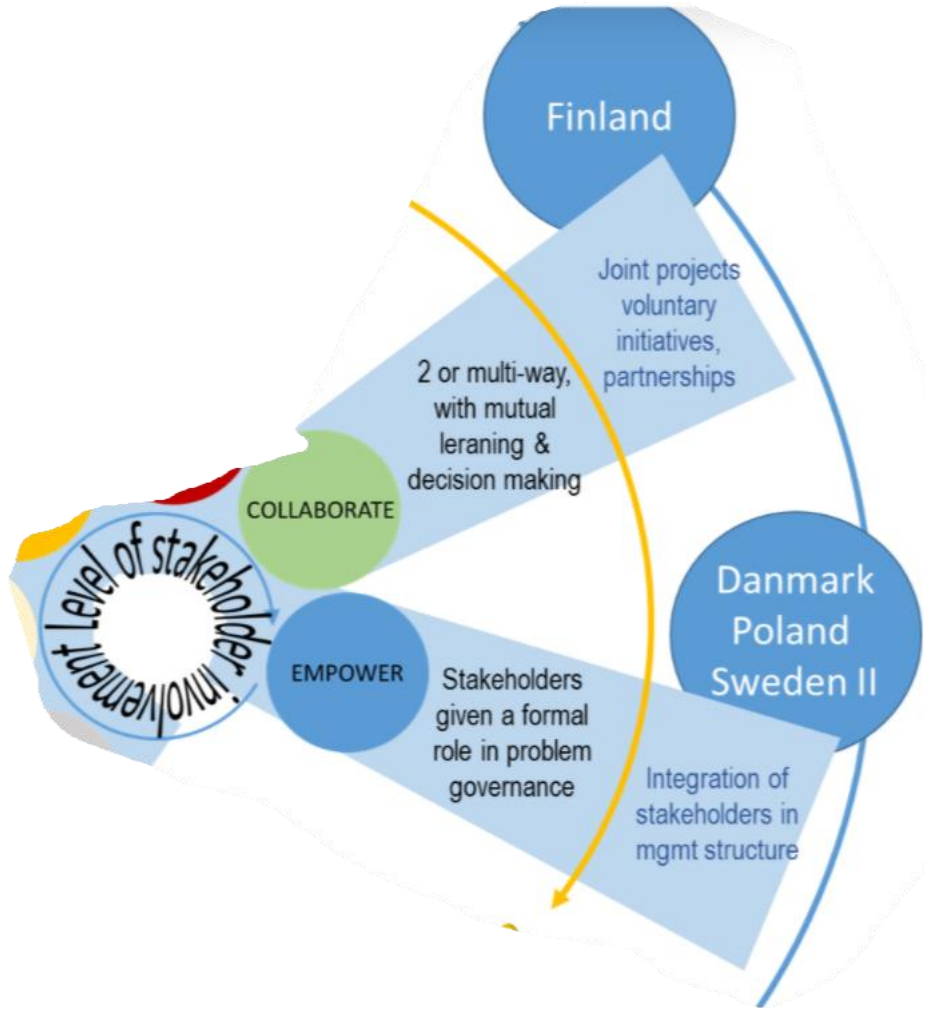 Finland
Joint projects
voluntary
initiatives,
partnerships
2 or multi-way,
with mutual
leraning &
decision making
COLLABORATE
Level of stakeholder involvement
EMPOWER
Stakeholders
given a formal
role in problem
governance
Danmark
Poland
Sweden II
Integration of
stakeholders in
mgmt structure